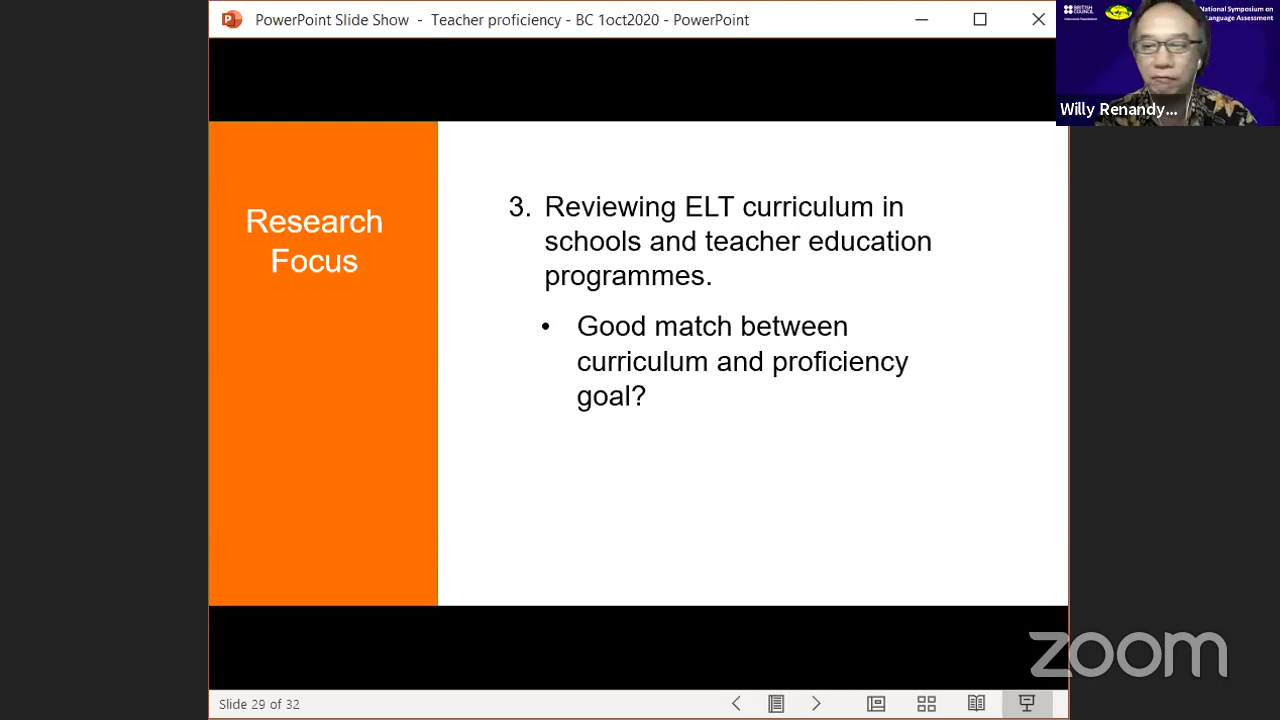 PowerPoint Slide Show - Teacher proficiency - BC 1oct2020 - PowerPoint
BRITISH
COUNCIL
National Symposium on
Language Assessment
Willy Renandy...
Research
Focus
3. Reviewing ELT curriculum in
schools and teacher education
programmes.
• Good match between
curriculum and proficiency
goal?
zoom
Slide 29 of 32